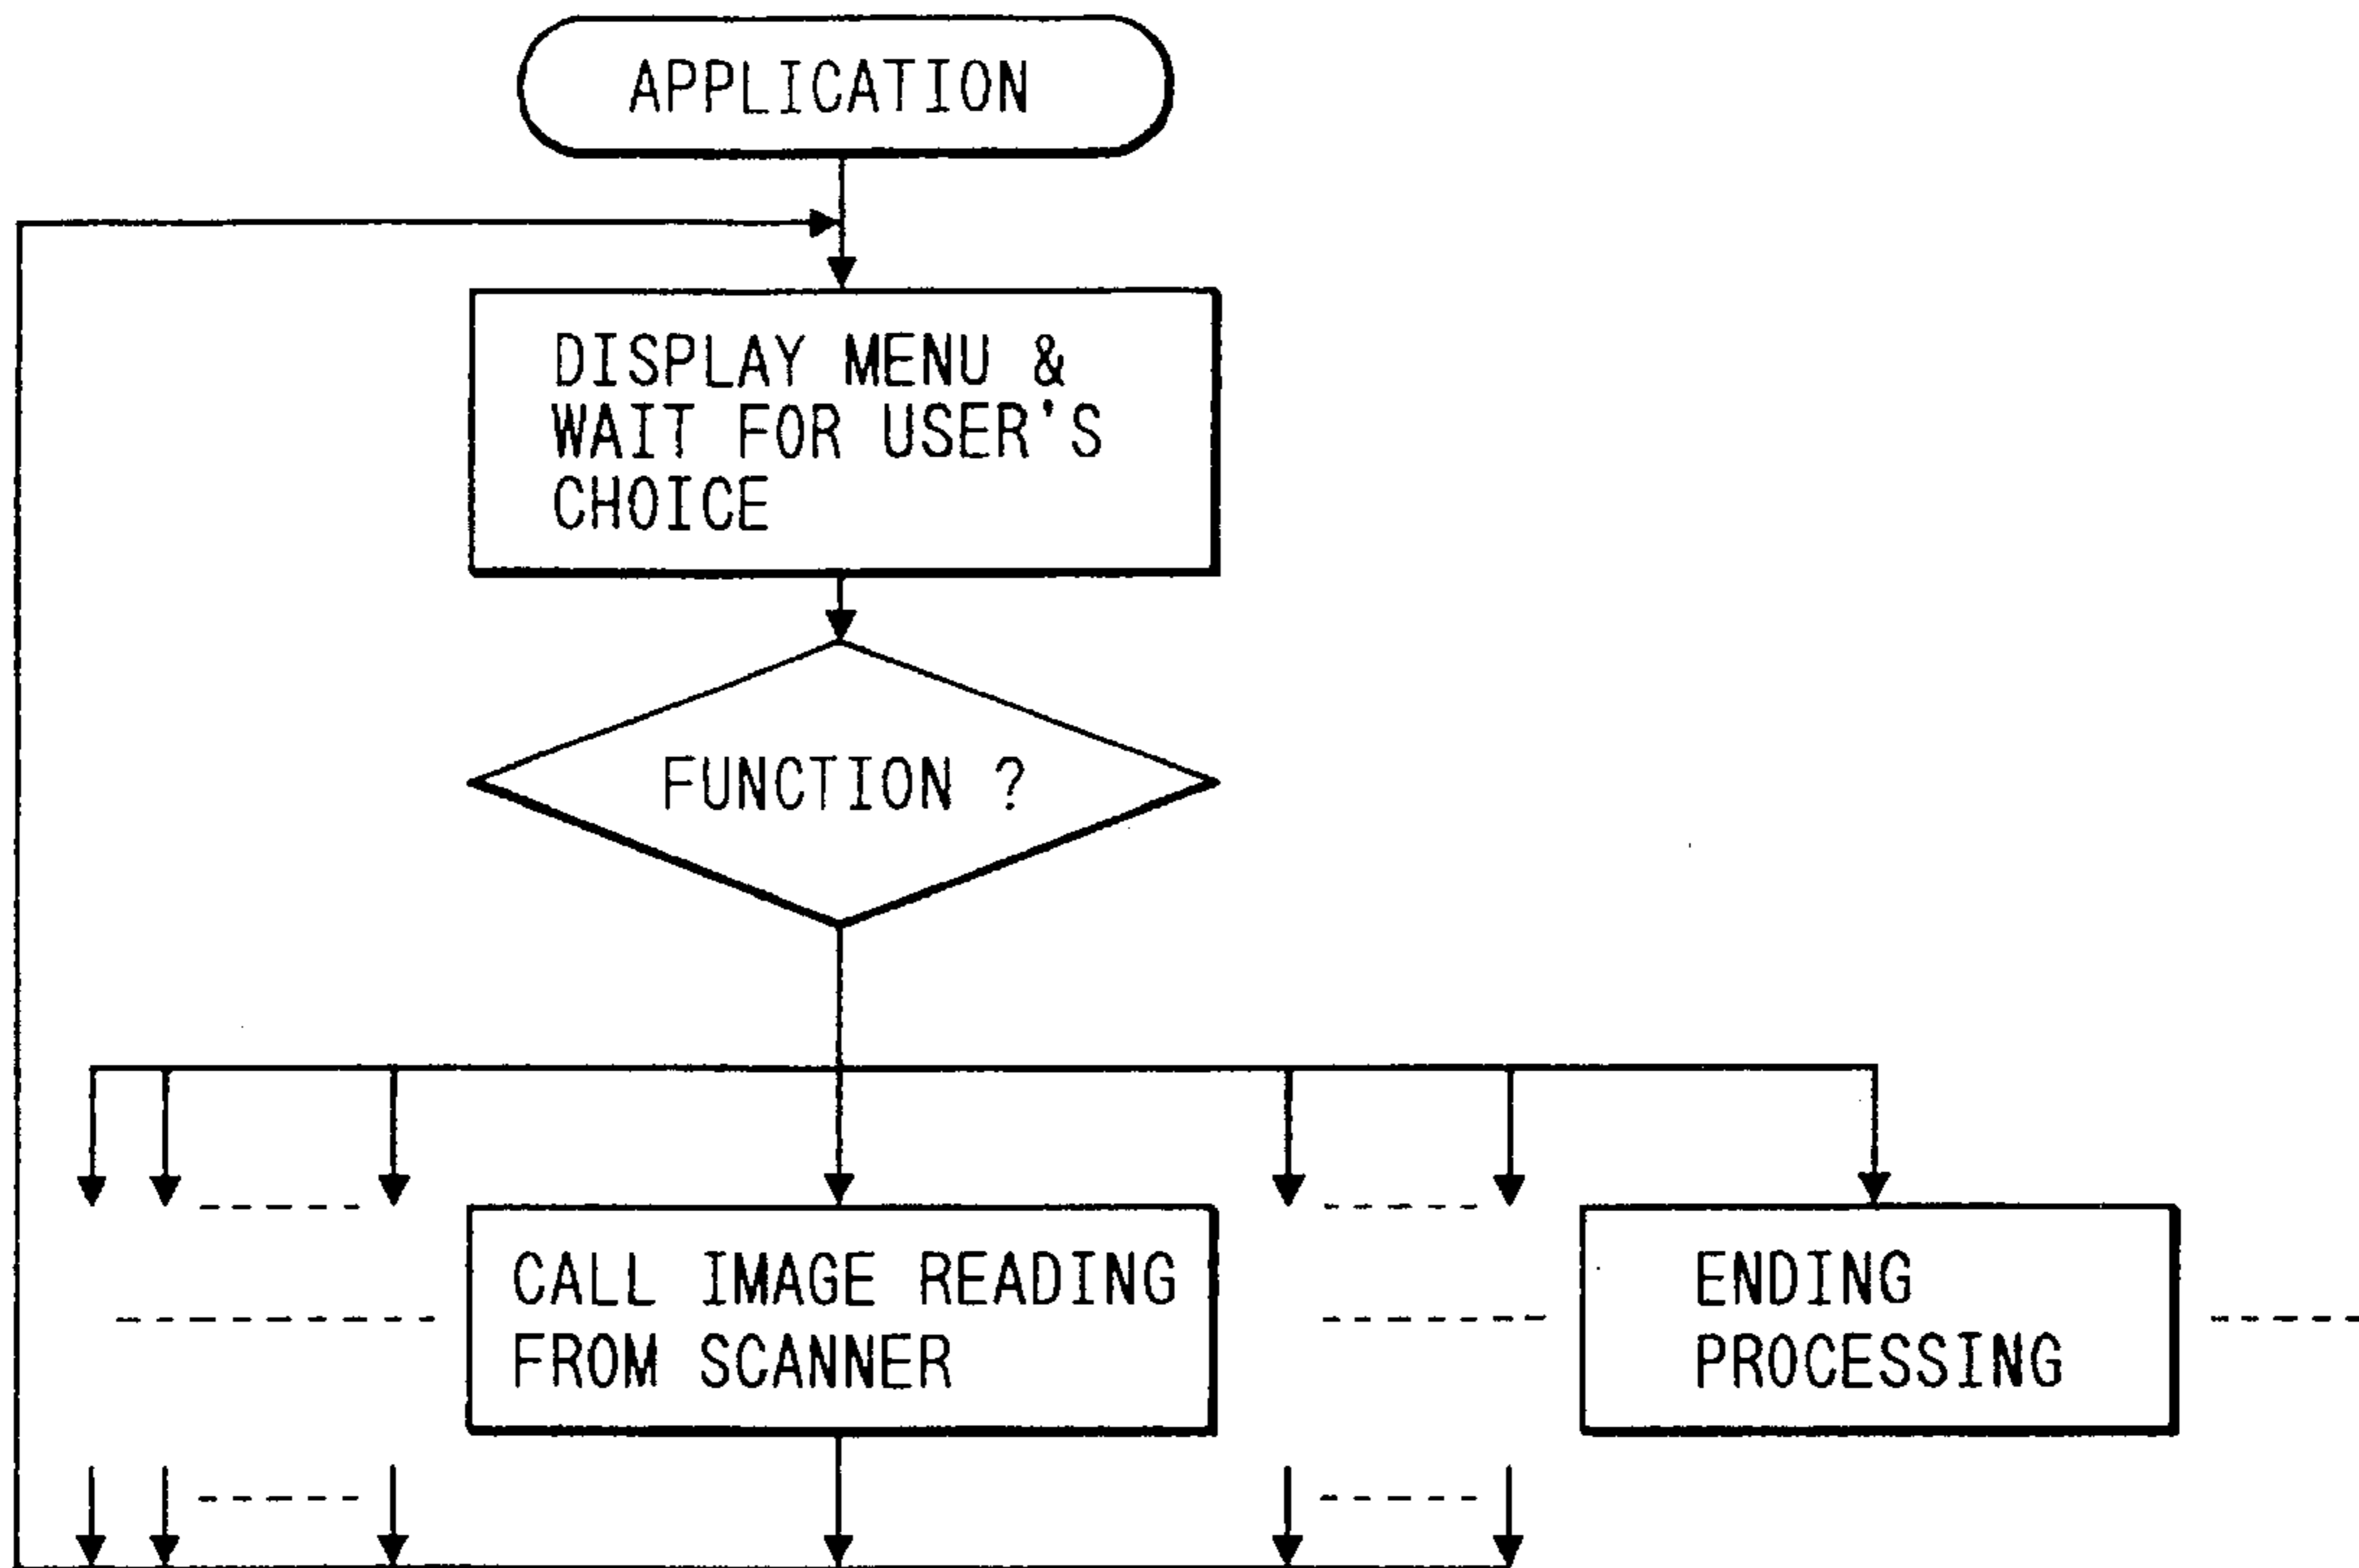 APPLICATION
DISPLAY MENU &
WAIT FOR USER'S
CHOICE
FUNCTION ?
CALL IMAGE READING
FROM SCANNER
ENDING
PROCESSING